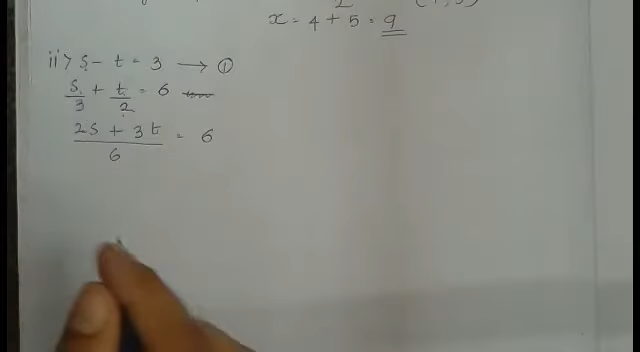 x = 4 + 5 = 9
ii> s - t = 3 → ①
s/3 + t/2 = 6
2s + 3t / 6 = 6